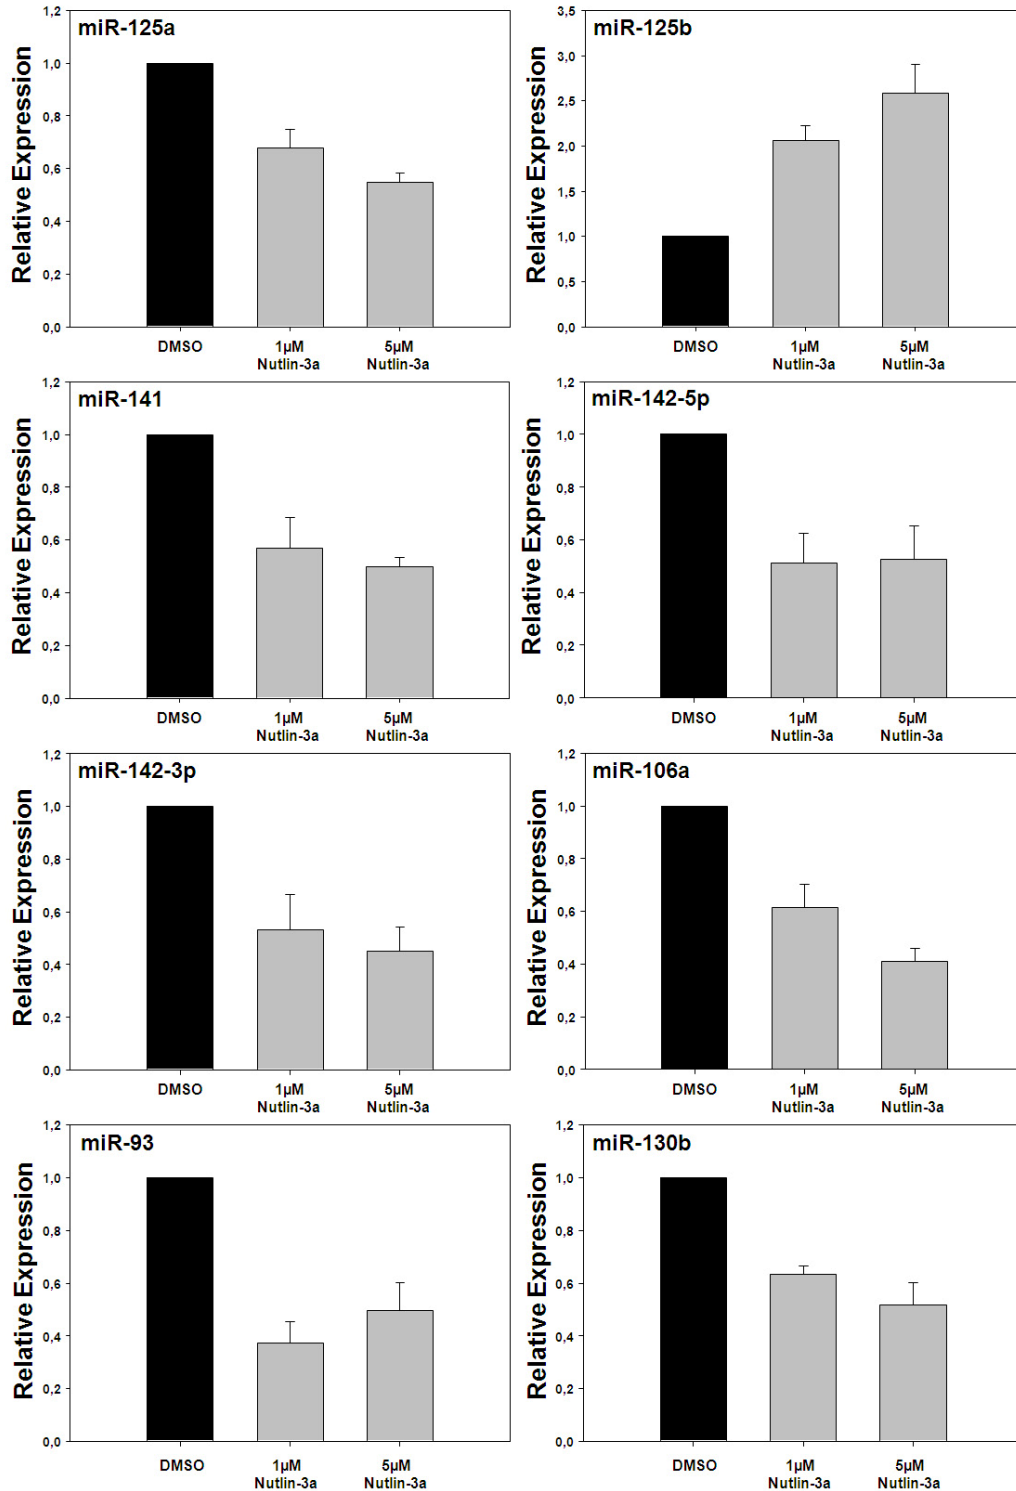 miR-125a
Relative Expression
1,2
1,0
0,8
0,6
0,4
0,2
0,0
DMSO
1µM
Nutlin-3a
5µM
Nutlin-3a
miR-125b
Relative Expression
3,5
3,0
2,5
2,0
1,5
1,0
0,5
0,0
DMSO
1µM
Nutlin-3a
5µM
Nutlin-3a
miR-141
Relative Expression
1,2
1,0
0,8
0,6
0,4
0,2
0,0
DMSO
1µM
Nutlin-3a
5µM
Nutlin-3a
miR-142-5p
Relative Expression
1,2
1,0
0,8
0,6
0,4
0,2
0,0
DMSO
1µM
Nutlin-3a
5µM
Nutlin-3a
miR-142-3p
Relative Expression
1,2
1,0
0,8
0,6
0,4
0,2
0,0
DMSO
1µM
Nutlin-3a
5µM
Nutlin-3a
miR-106a
Relative Expression
1,2
1,0
0,8
0,6
0,4
0,2
0,0
DMSO
1µM
Nutlin-3a
5µM
Nutlin-3a
miR-93
Relative Expression
1,2
1,0
0,8
0,6
0,4
0,2
0,0
DMSO
1µM
Nutlin-3a
5µM
Nutlin-3a
miR-130b
Relative Expression
1,2
1,0
0,8
0,6
0,4
0,2
0,0
DMSO
1µM
Nutlin-3a
5µM
Nutlin-3a